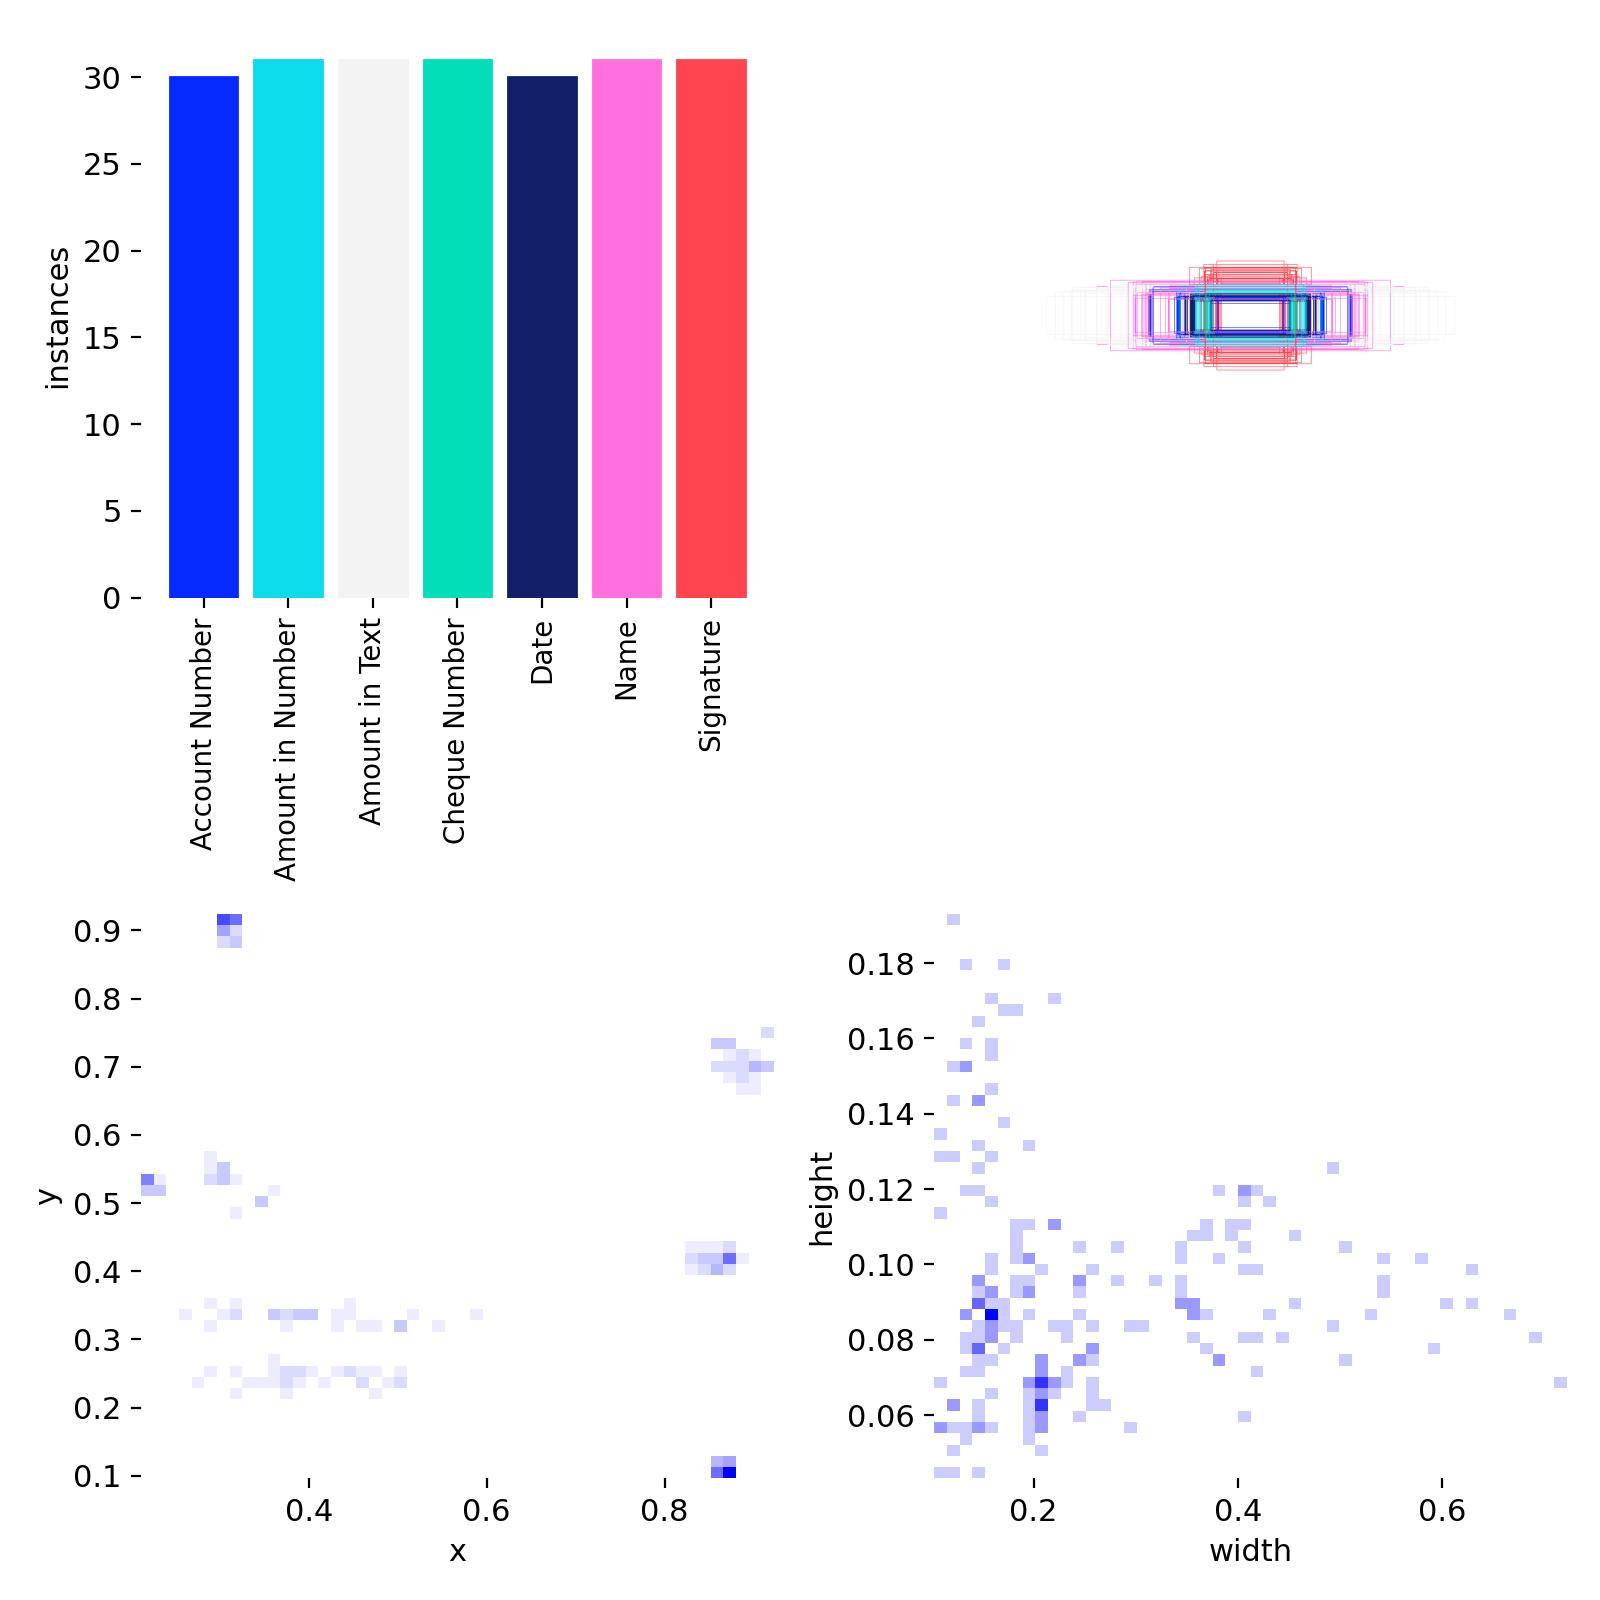 30
25
20
15
10
5
0
instances
Account Number
Amount in Number
Amount in Text
Cheque Number
Date
Name
Signature
0.9
0.8
0.7
0.6
0.5
0.4
0.3
0.2
0.1
y
0.4 0.6 0.8
x
0.18
0.16
0.14
0.12
0.10
0.08
0.06
height
0.2 0.4 0.6
width